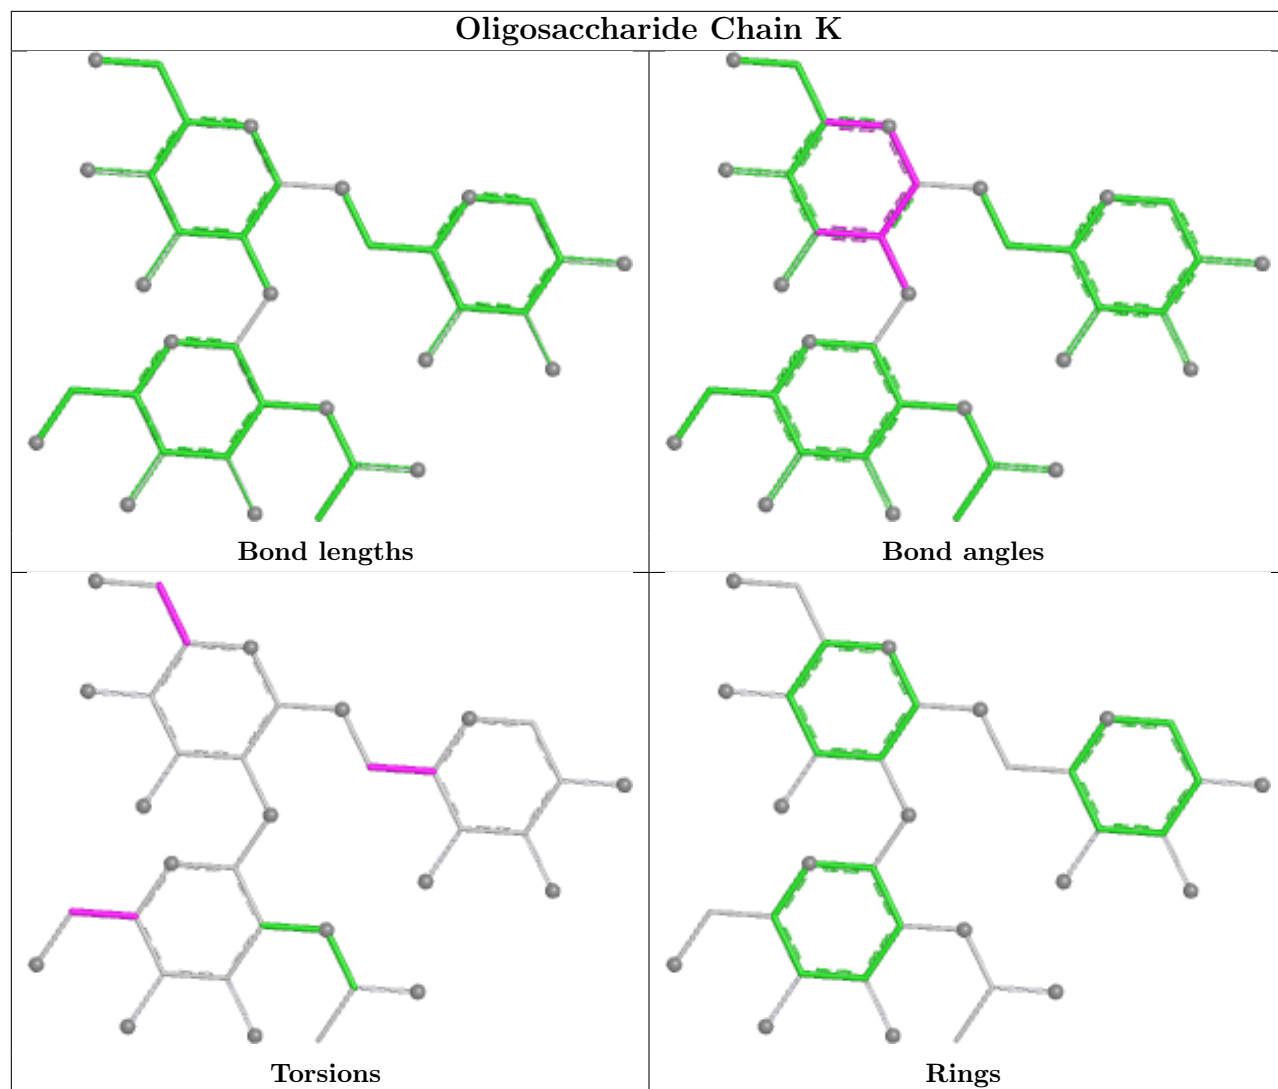 Oligosaccharide Chain K
Bond lengths
Bond angles
Torsions
Rings